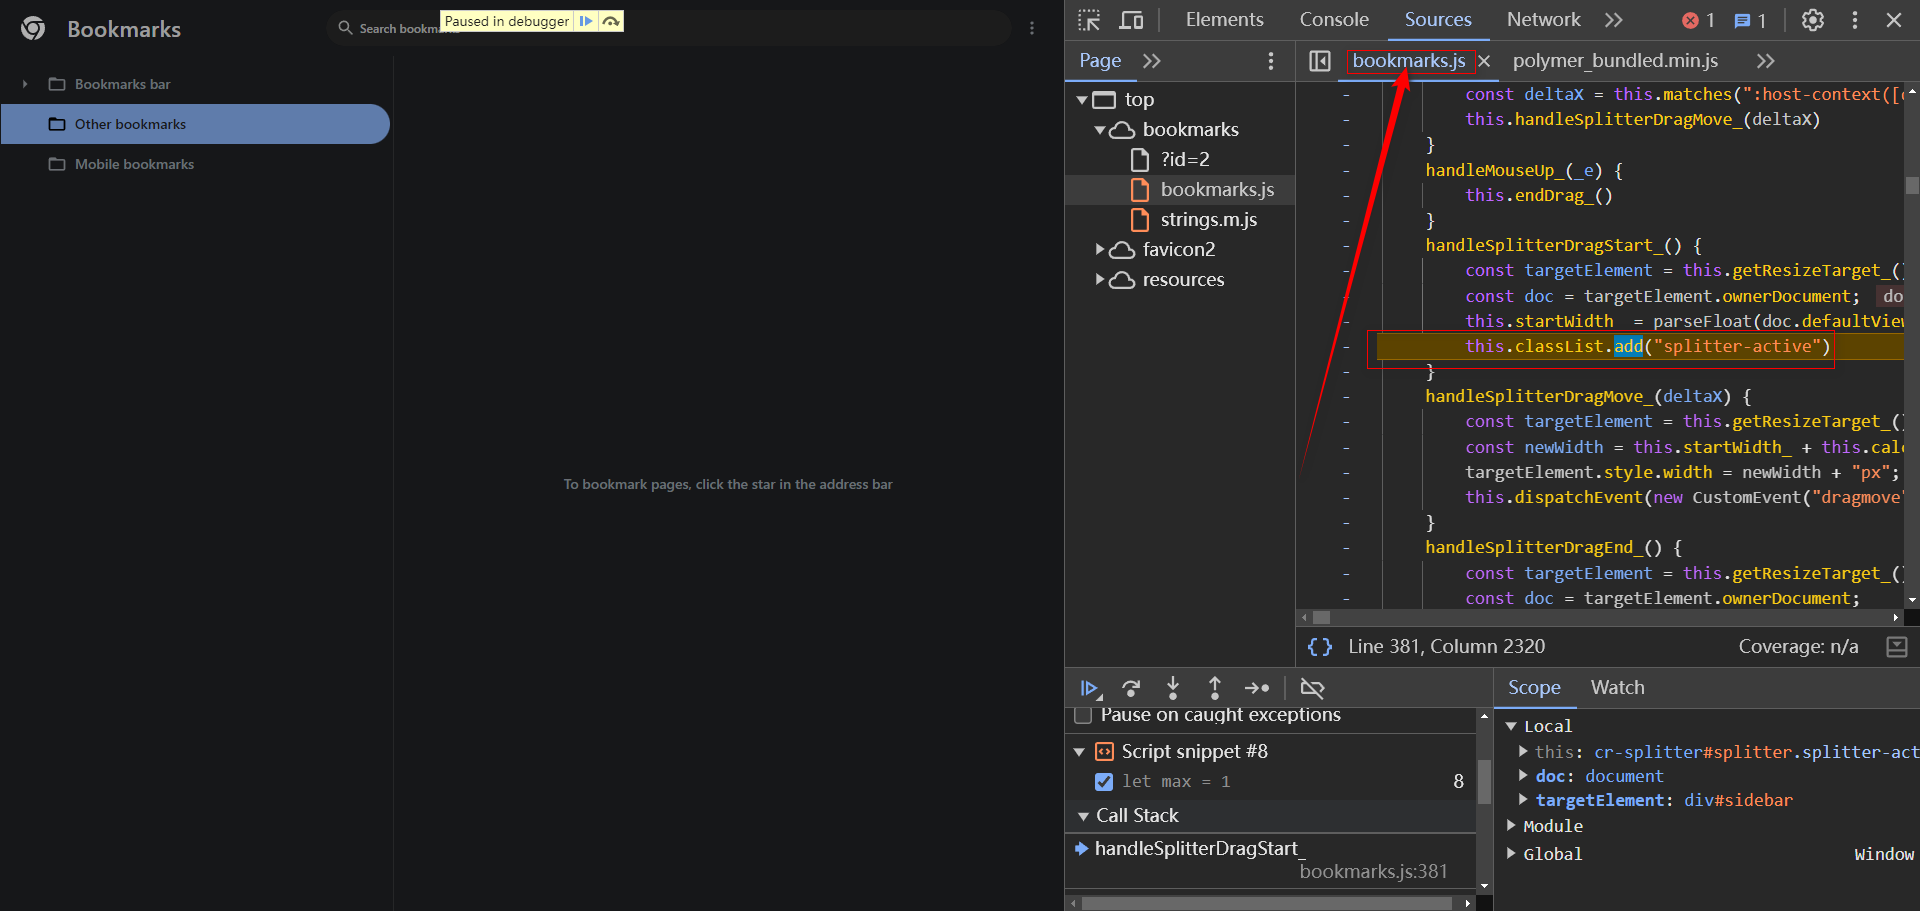 Bookmarks
Search bookm
Paused in debugger
Bookmarks bar
Other bookmarks
Mobile bookmarks
To bookmark pages, click the star in the address bar
Elements
Console
Sources
Network
1
1
Page
bookmarks.js
polymer_bundled.min.js
top
bookmarks
?id=2
bookmarks.js
strings.m.js
favicon2
resources
const deltaX = this.matches(":host-context([
this.handleSplitterDragMove_(deltaX)
}
handleMouseUp_(_e) {
this.endDrag_()
}
handleSplitterDragStart_() {
const targetElement = this.getResizeTarget_()
const doc = targetElement.ownerDocument; do
this.startWidth_ = parseFloat(doc.defaultView
this.classList.add("splitter-active")
}
handleSplitterDragMove_(deltaX) {
const targetElement = this.getResizeTarget_()
const newWidth = this.startWidth_ + this.calc
targetElement.style.width = newWidth + "px";
this.dispatchEvent(new CustomEvent("dragmove"
}
handleSplitterDragEnd_() {
const targetElement = this.getResizeTarget_()
const doc = targetElement.ownerDocument;
{} Line 381, Column 2320
Coverage: n/a
Pause on caught exceptions
Script snippet #8
let max = 1
8
Call Stack
handleSplitterDragStart_
bookmarks.js:381
Scope
Watch
Local
this: cr-splitter#splitter.splitter-act
doc: document
targetElement: div#sidebar
Module
Global
Window